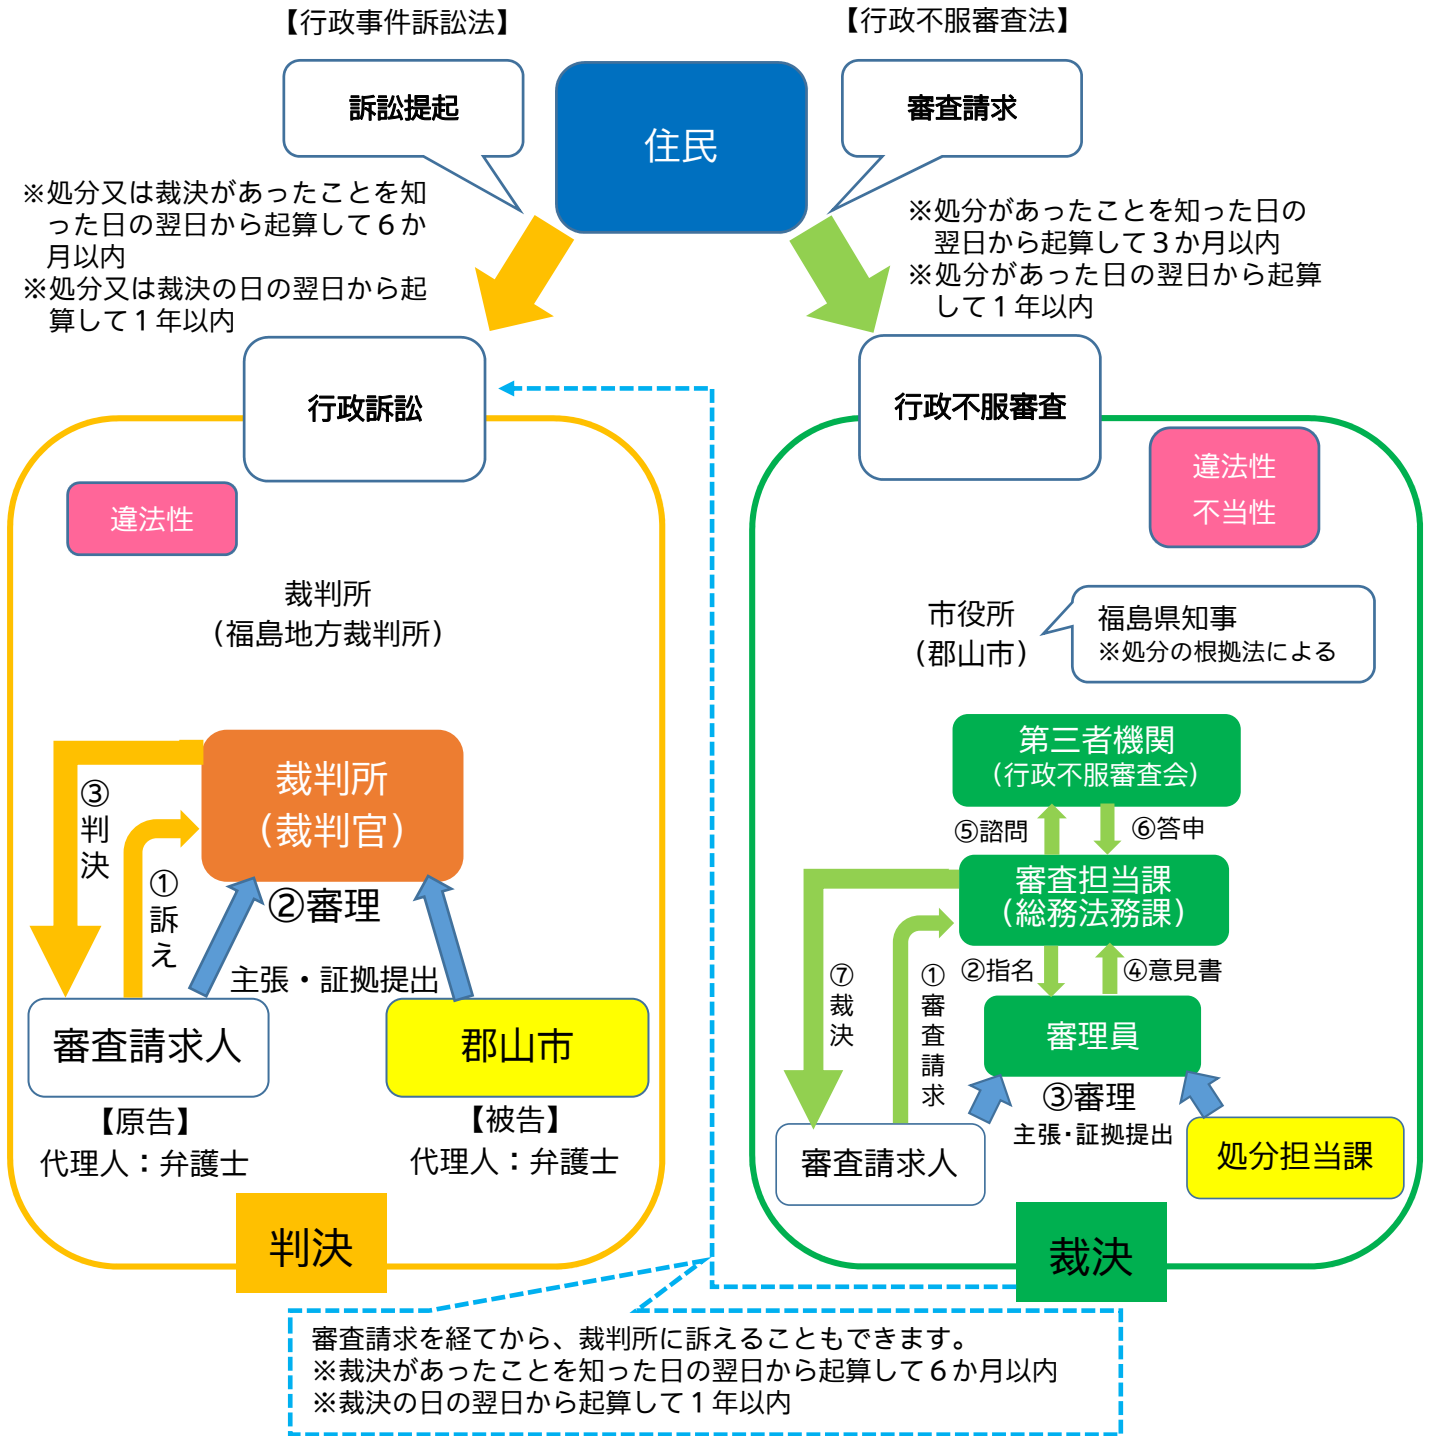 【行政事件訴訟法】
【行政不服審査法】
訴訟提起
住民
審査請求
※処分又は裁決があったことを知
った日の翌日から起算して６か
月以内
※処分又は裁決の日の翌日から起
算して１年以内
※処分があったことを知った日の
翌日から起算して３か月以内
※処分があった日の翌日から起算
して１年以内
行政訴訟
違法性
裁判所
（福島地方裁判所）
裁判所
（裁判官）
③判決
①訴え
②審理
主張・証拠提出
審査請求人
【原告】
代理人：弁護士
郡山市
【被告】
代理人：弁護士
判決
行政不服審査
違法性
不当性
市役所
（郡山市）
福島県知事
※処分の根拠法による
第三者機関
（行政不服審査会）
⑤諮問
⑥答申
審査担当課
（総務法務課）
②指名
④意見書
⑦裁決
①審査請求
審理員
③審理
主張・証拠提出
審査請求人
処分担当課
裁決
審査請求を経てから、裁判所に訴えることもできます。
※裁決があったことを知った日の翌日から起算して６か月以内
※裁決の日の翌日から起算して１年以内